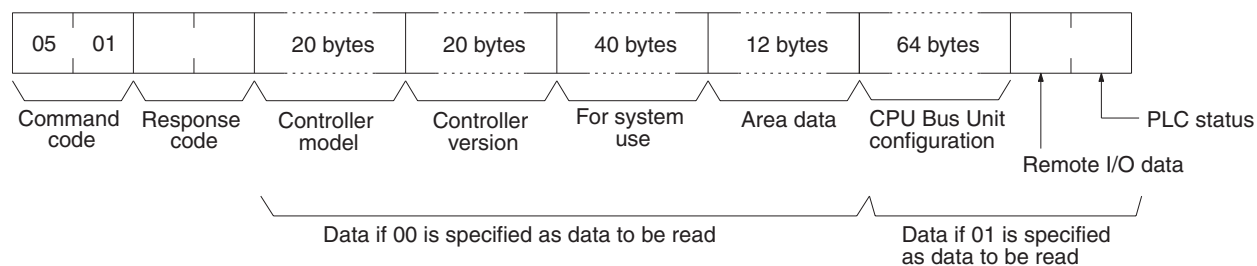 05 01 20 bytes 20 bytes 40 bytes 12 bytes 64 bytes
Command
code
Response
code
Controller
model
Controller
version
For system
use
Area data
CPU Bus Unit
configuration
PLC status
Remote I/O data
Data if 00 is specified as data to be read
Data if 01 is specified
as data to be read